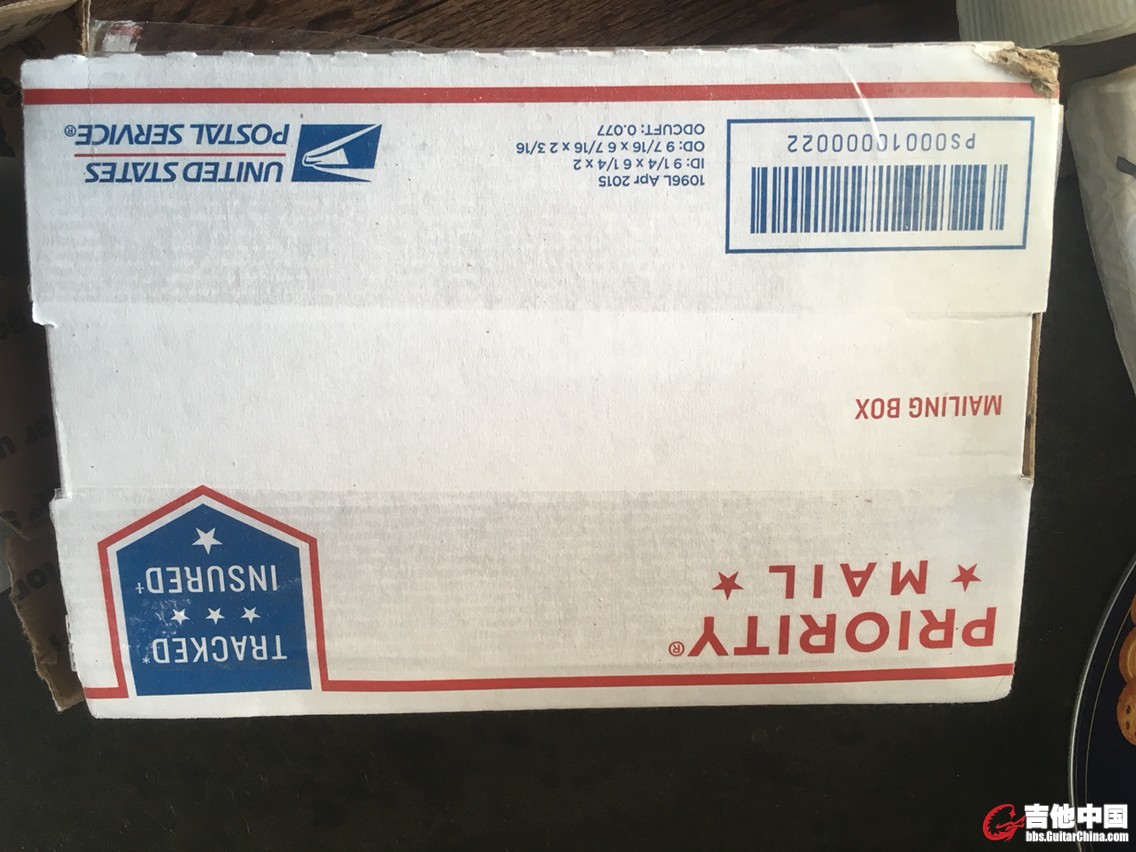 PRIORITY®
★ MAIL ★
TRACKED*
★ ★ ★
INSURED†
★
MAILING BOX
PS00010000022
1096L Apr 2015
ID: 9 1/4 x 6 1/4 x 2
OD: 9 7/16 x 6 7/16 x 2 3/16
ODCUFT: 0.077
UNITED STATES
POSTAL SERVICE®
吉他中国
bbs.GuitarChina.com